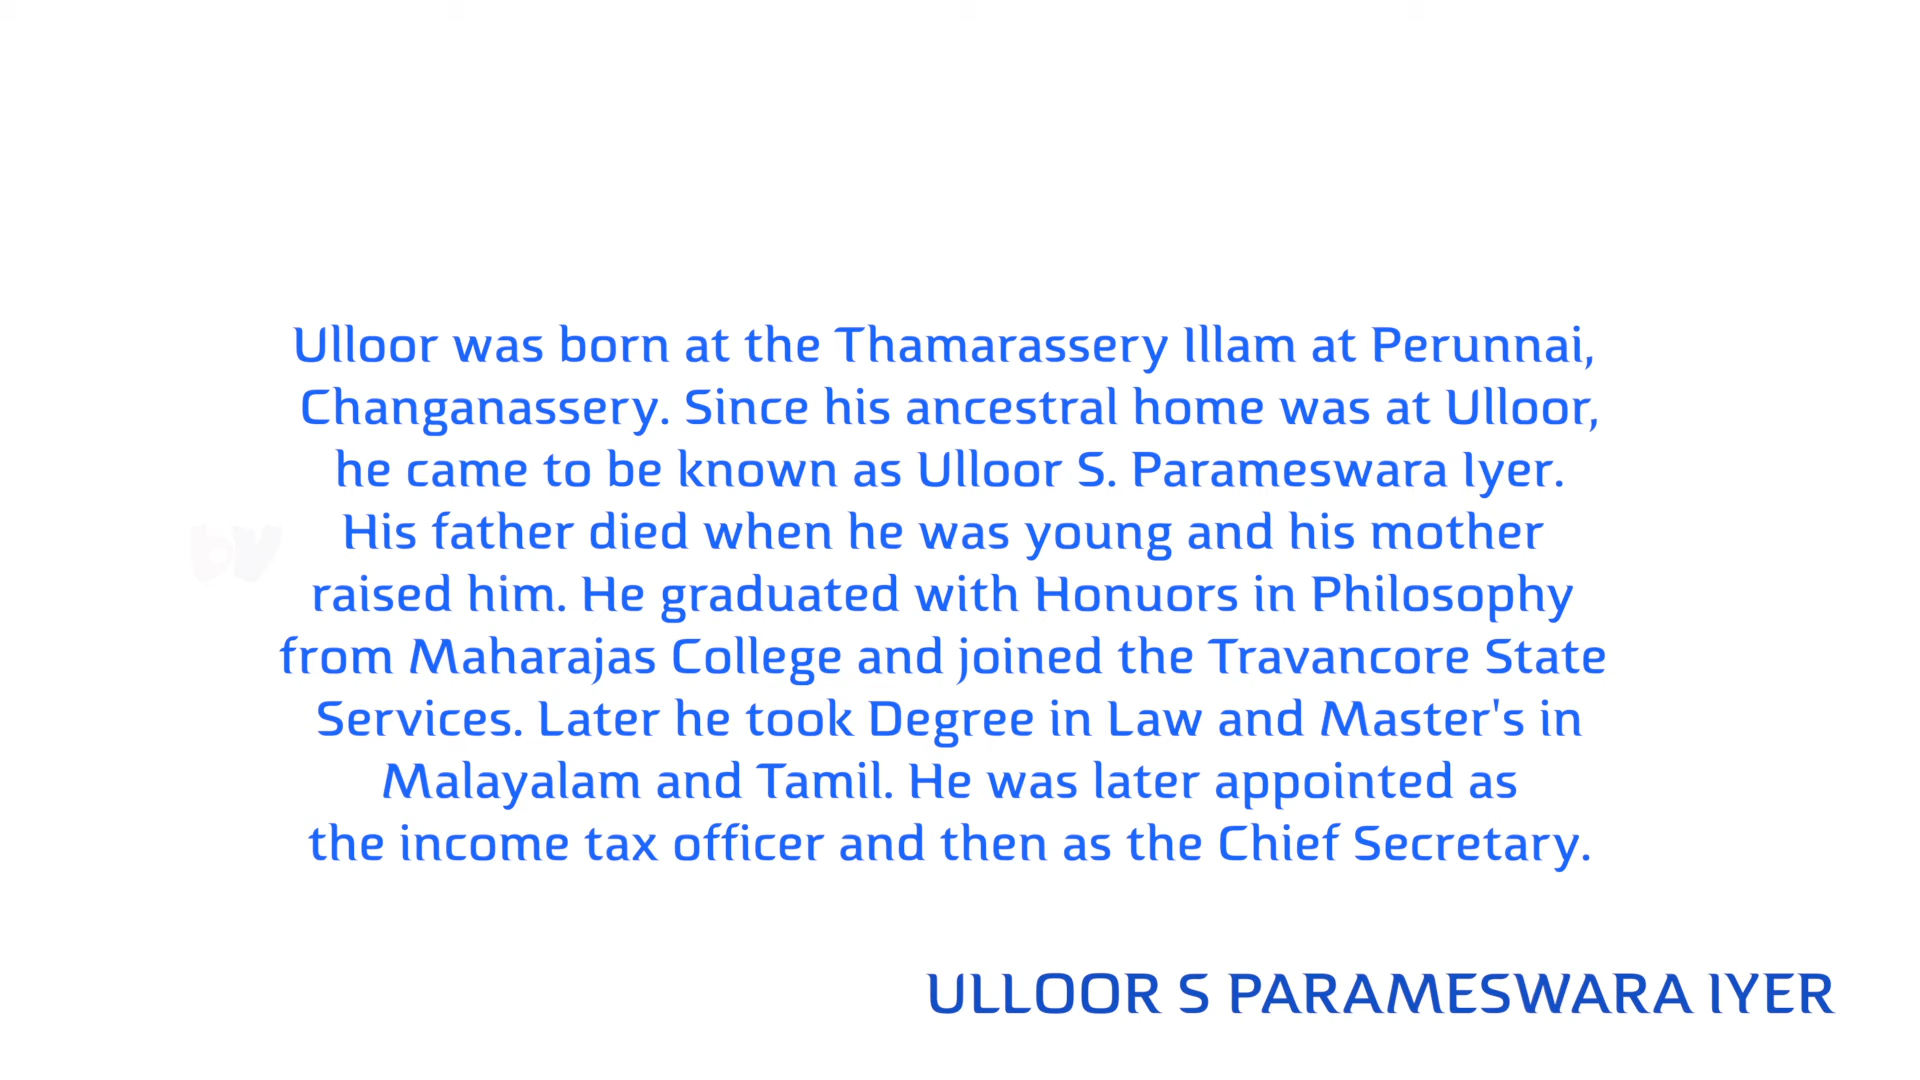 Ulloor was born at the Thamarassery Illam at Perunnai,
Changanassery. Since his ancestral home was at Ulloor,
he came to be known as Ulloor S. Parameswara Iyer.
His father died when he was young and his mother
raised him. He graduated with Honuors in Philosophy
from Maharajas College and joined the Travancore State
Services. Later he took Degree in Law and Master's in
Malayalam and Tamil. He was later appointed as
the income tax officer and then as the Chief Secretary.
ULLOOR S PARAMESWARA IYER